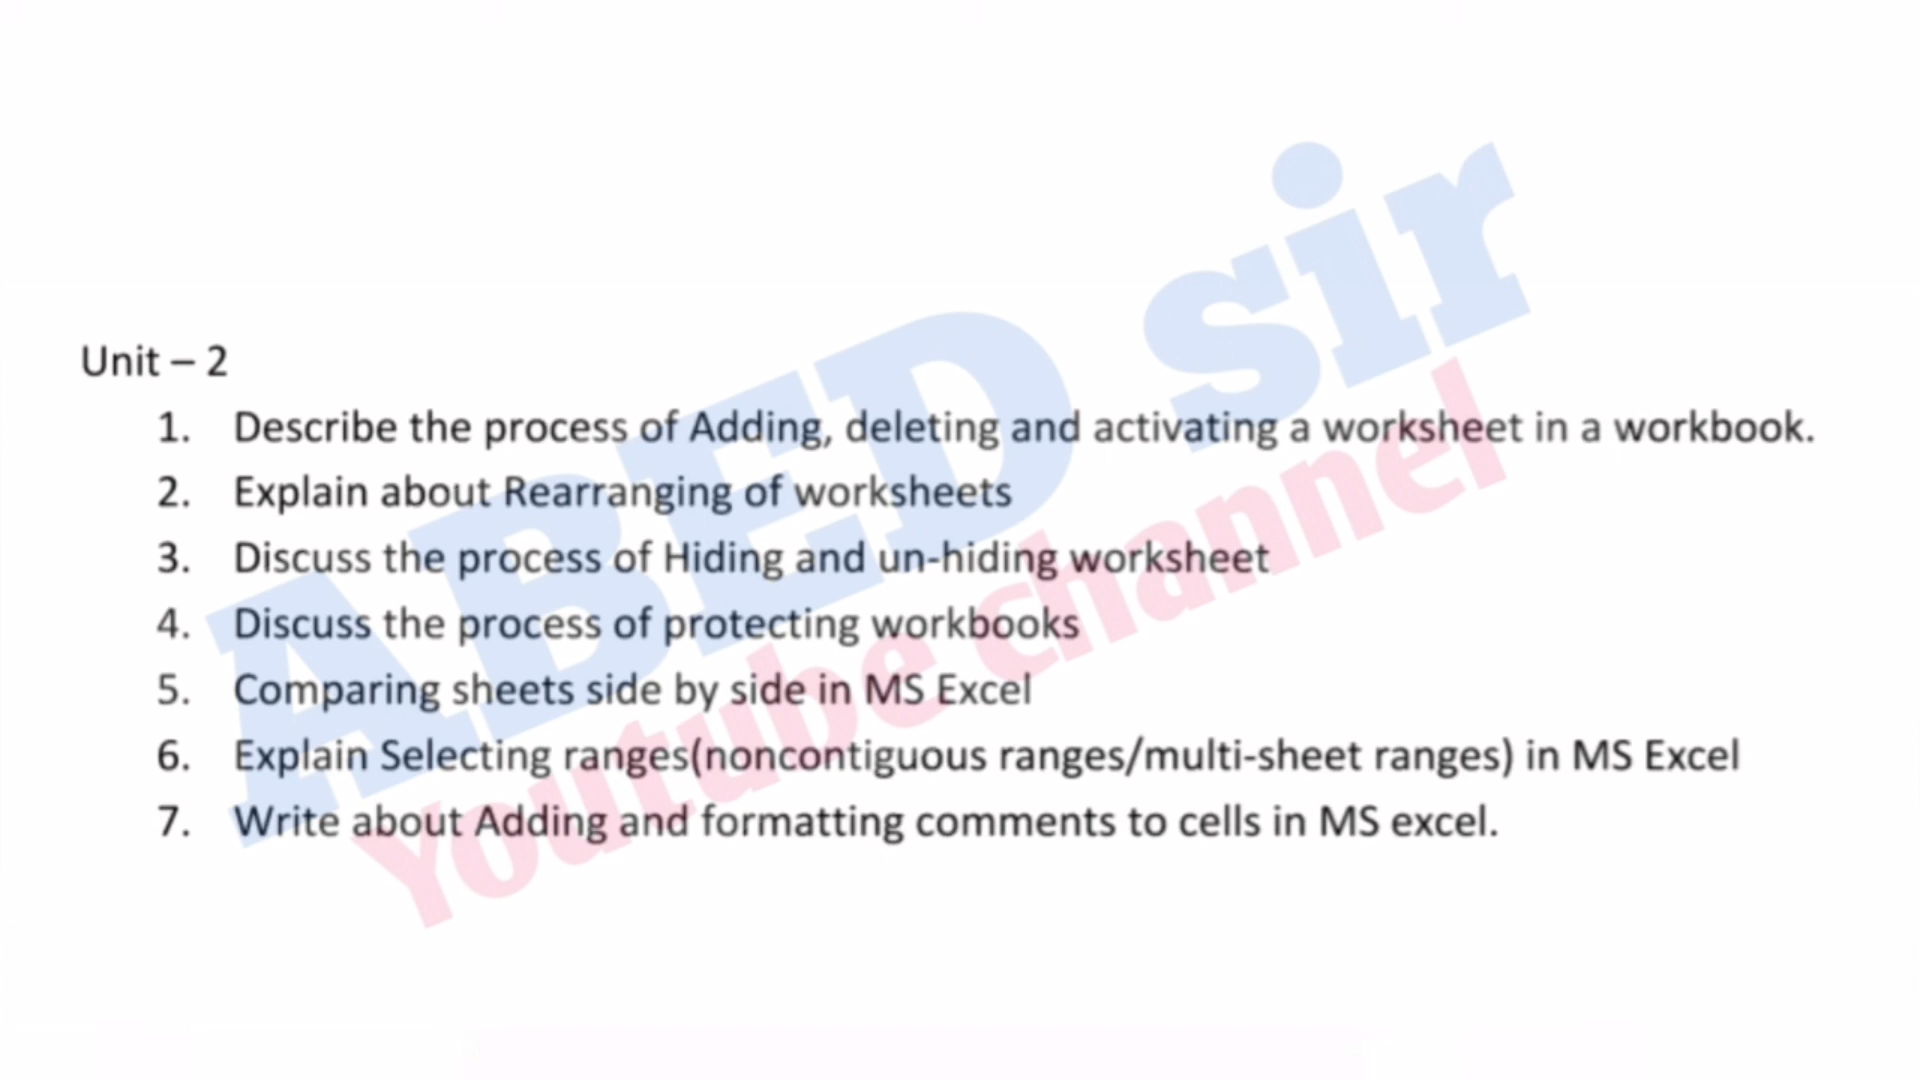 Unit – 2
1. Describe the process of Adding, deleting and activating a worksheet in a workbook.
2. Explain about Rearranging of worksheets
3. Discuss the process of Hiding and un-hiding worksheet
4. Discuss the process of protecting workbooks
5. Comparing sheets side by side in MS Excel
6. Explain Selecting ranges(noncontiguous ranges/multi-sheet ranges) in MS Excel
7. Write about Adding and formatting comments to cells in MS excel.
ABED sir
Youtube channel